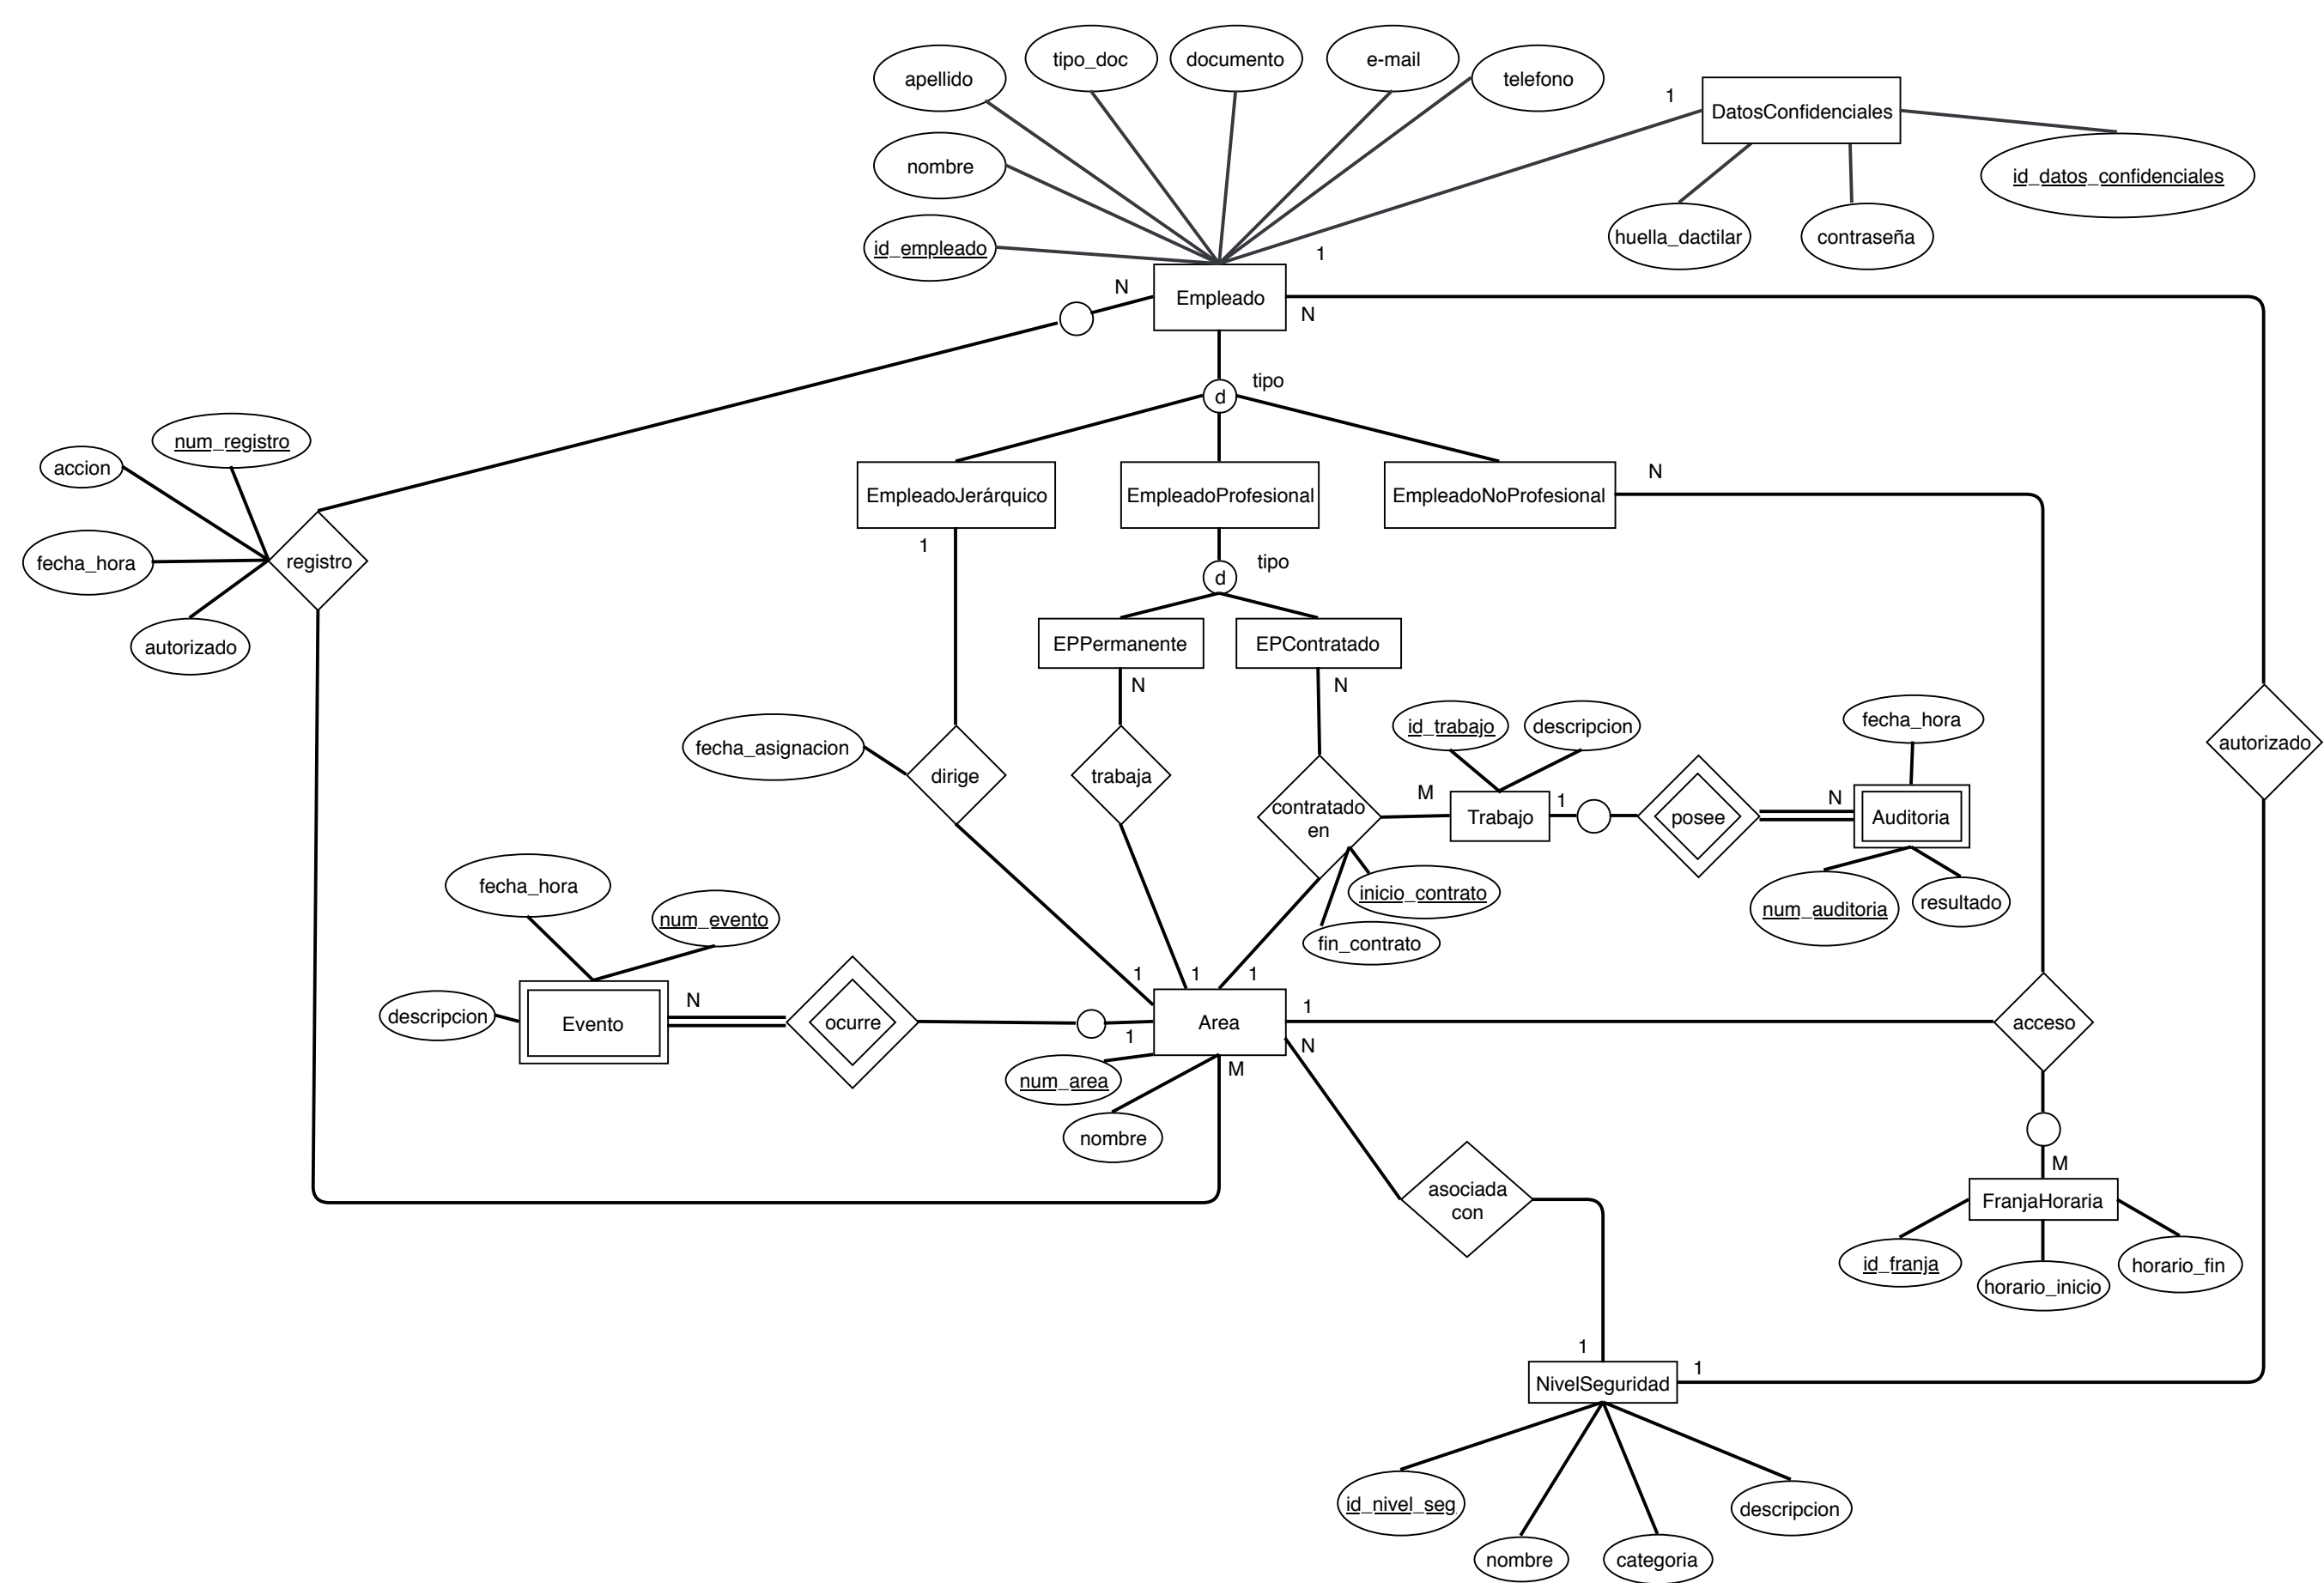 tipo_doc
documento
e-mail
apellido
telefono
1
DatosConfidenciales
nombre
id_datos_confidenciales
huella_dactilar
contraseña
id_empleado
1
N
Empleado
N
tipo
d
num_registro
accion
EmpleadoJerárquico
EmpleadoProfesional
EmpleadoNoProfesional
N
1
fecha_hora
registro
tipo
d
autorizado
EPPermanente
EPContratado
N
N
fecha_asignacion
id_trabajo
descripcion
fecha_hora
autorizado
dirige
trabaja
contratado
en
M
Trabajo
1
posee
N
Auditoria
fecha_hora
num_evento
inicio_contrato
num_auditoria
resultado
fin_contrato
1
1
1
descripcion
Evento
N
ocurre
1
Area
1
acceso
N
M
num_area
nombre
M
asociada
con
FranjaHoraria
id_franja
horario_inicio
horario_fin
1
NivelSeguridad
1
id_nivel_seg
descripcion
nombre
categoria